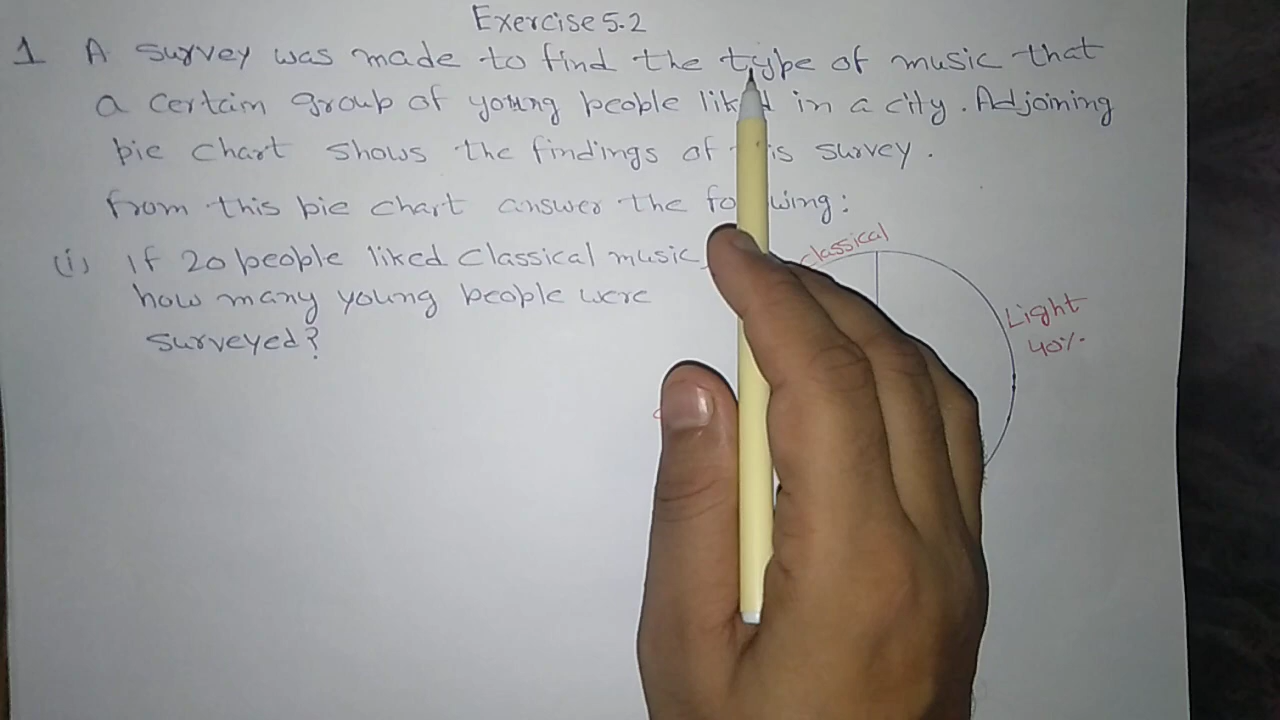 Exercise 5.2
1 A survey was made to find the type of music that
a certain group of young people liked in a city. Adjoining
pie chart shows the findings of survey.
from this pie chart answer the
(i) If 20 people liked classical music,
how many young people were
surveyed?
classical
Light
40%